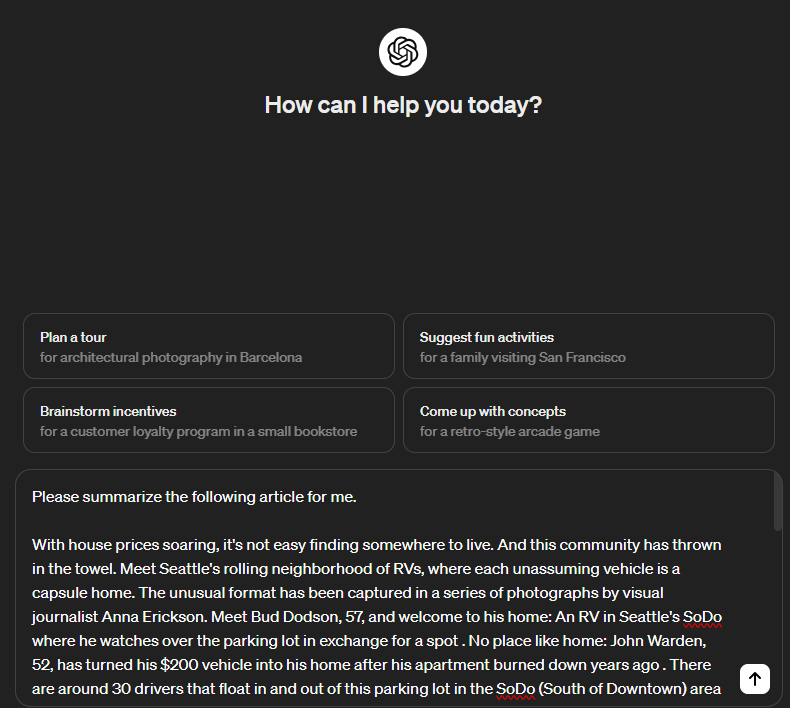 How can I help you today?
Plan a tour
for architectural photography in Barcelona
Suggest fun activities
for a family visiting San Francisco
Brainstorm incentives
for a customer loyalty program in a small bookstore
Come up with concepts
for a retro-style arcade game
Please summarize the following article for me.
With house prices soaring, it's not easy finding somewhere to live. And this community has thrown
in the towel. Meet Seattle's rolling neighborhood of RVs, where each unassuming vehicle is a
capsule home. The unusual format has been captured in a series of photographs by visual
journalist Anna Erickson. Meet Bud Dodson, 57, and welcome to his home: An RV in Seattle's SoDo
where he watches over the parking lot in exchange for a spot . No place like home: John Warden,
52, has turned his $200 vehicle into his home after his apartment burned down years ago . There
are around 30 drivers that float in and out of this parking lot in the SoDo (South of Downtown) area